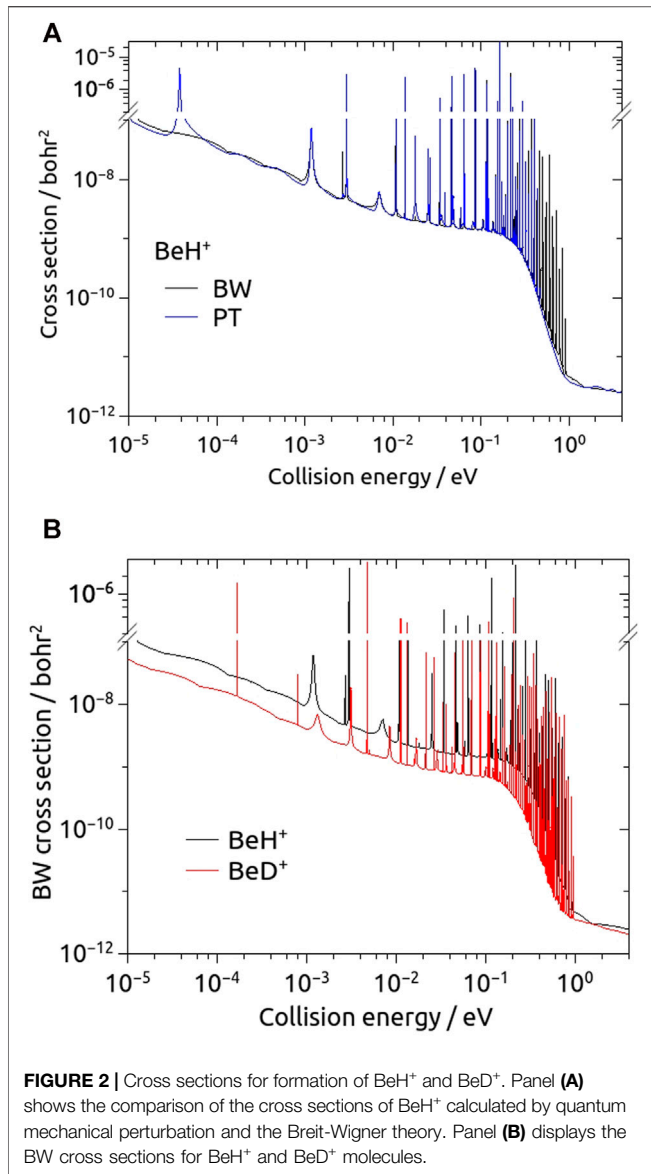 A
10⁻⁵
10⁻⁶
10⁻⁸
10⁻¹⁰
10⁻¹²
Cross section / bohr²
BeH⁺
BW
PT
10⁻⁵ 10⁻⁴ 10⁻³ 10⁻² 10⁻¹ 10⁰
Collision energy / eV
B
10⁻⁶
10⁻⁸
10⁻¹⁰
10⁻¹²
BW cross section / bohr²
BeH⁺
BeD⁺
10⁻⁵ 10⁻⁴ 10⁻³ 10⁻² 10⁻¹ 10⁰
Collision energy / eV
FIGURE 2 | Cross sections for formation of BeH⁺ and BeD⁺. Panel (A)
shows the comparison of the cross sections of BeH⁺ calculated by quantum
mechanical perturbation and the Breit-Wigner theory. Panel (B) displays the
BW cross sections for BeH⁺ and BeD⁺ molecules.